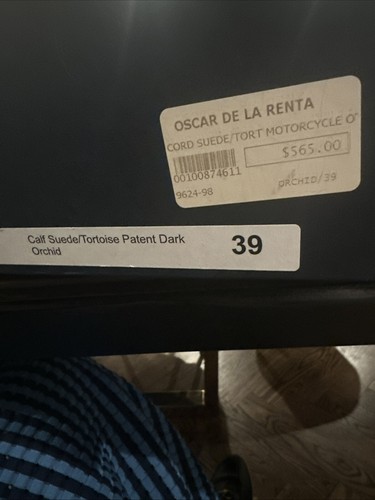 OSCAR DE LA RENTA
CORD SUEDE/TORT MOTORCYCLE O
$565.00
00100874611
9624-98
ORCHID/39
Calf Suede/Tortoise Patent Dark
Orchid
39